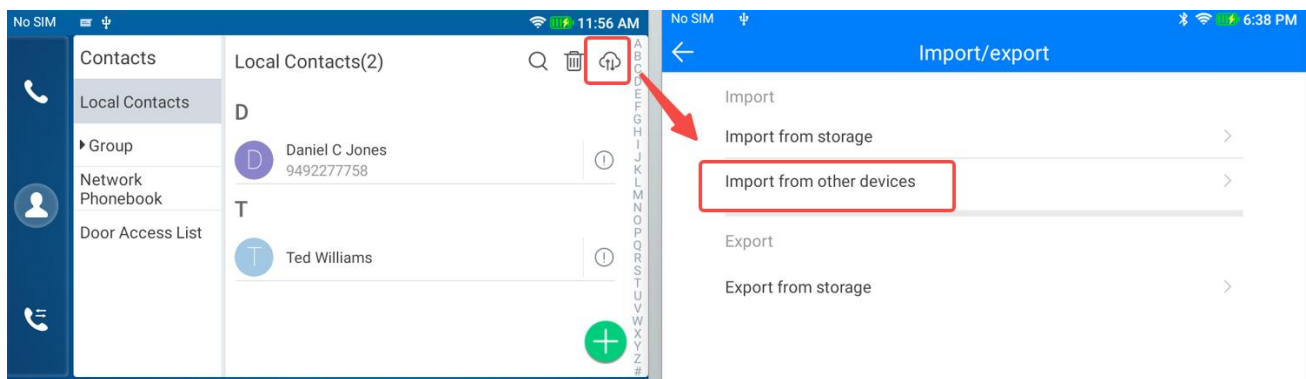 No SIM
11:56 AM
Contacts
Local Contacts
Group
Network
Phonebook
Door Access List
Local Contacts(2)
D
D
Daniel C Jones
9492277758
T
T
Ted Williams
A
B
C
D
E
F
G
H
I
J
K
L
M
N
O
P
Q
R
S
T
U
V
W
X
Y
Z
#
No SIM
6:38 PM
Import/export
Import
Import from storage
Import from other devices
Export
Export from storage